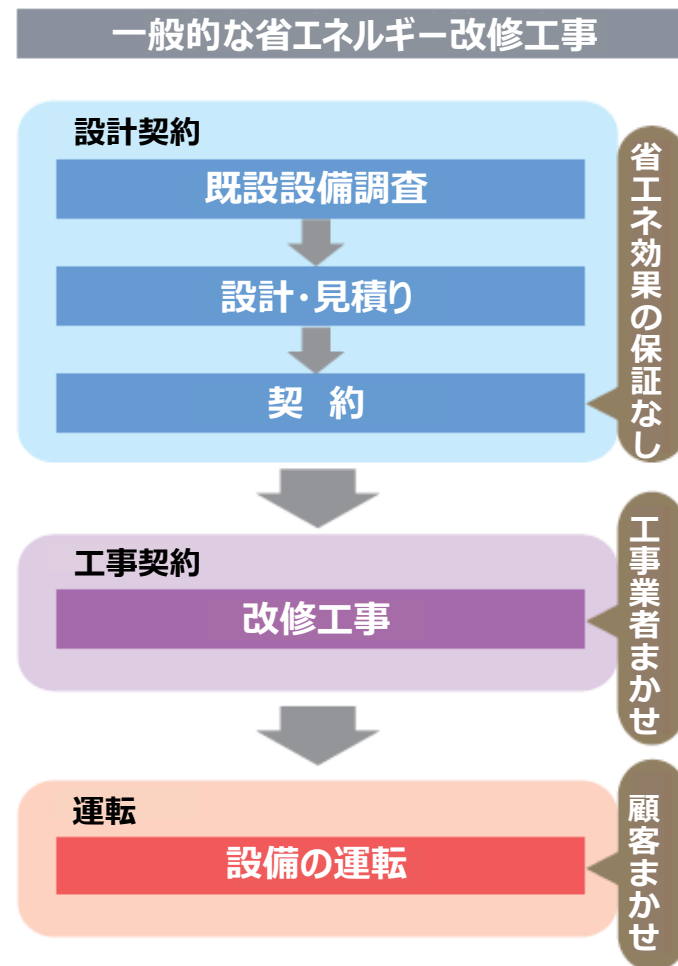 一般的な省エネルギー改修工事
設計契約
既設設備調査
設計・見積り
契 約
省エネ効果の保証なし
工事契約
改修工事
工事業者まかせ
運転
設備の運転
顧客まかせ